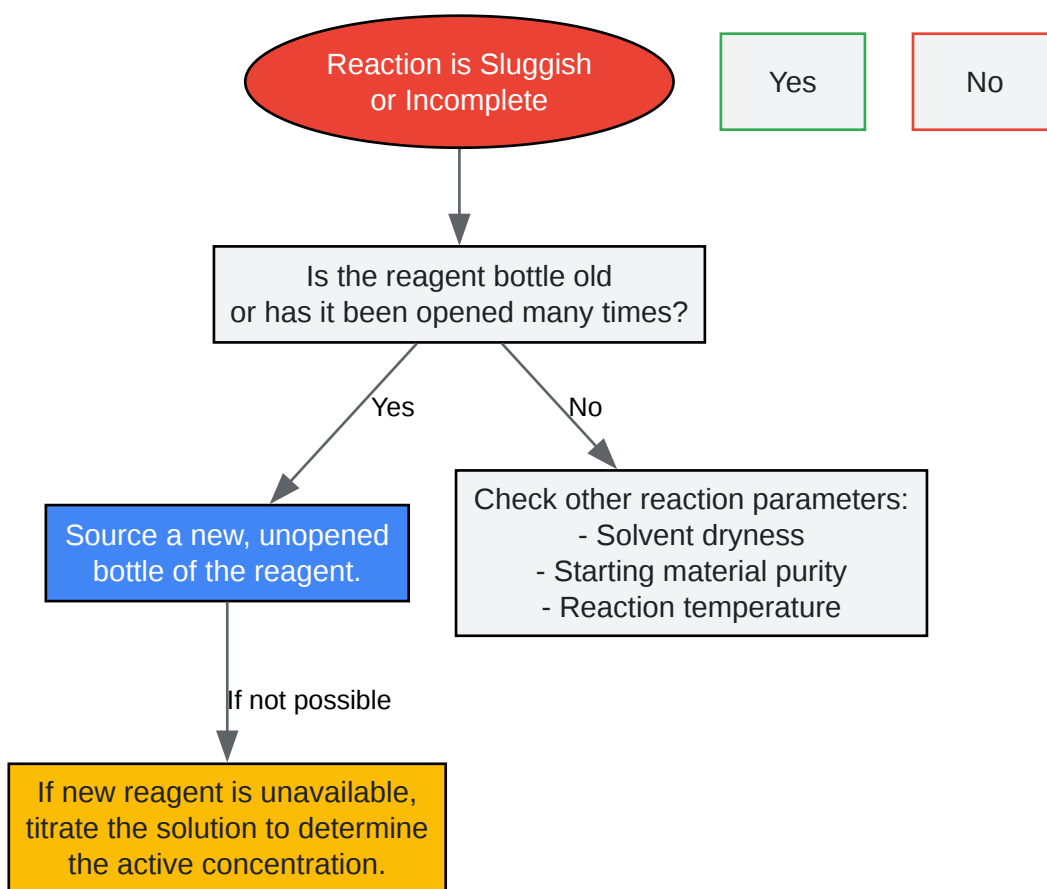 Reaction is Sluggish
or Incomplete
Yes
No
Is the reagent bottle old
or has it been opened many times?
Yes
No
Source a new, unopened
bottle of the reagent.
Check other reaction parameters:
- Solvent dryness
- Starting material purity
- Reaction temperature
If not possible
If new reagent is unavailable,
titrate the solution to determine
the active concentration.